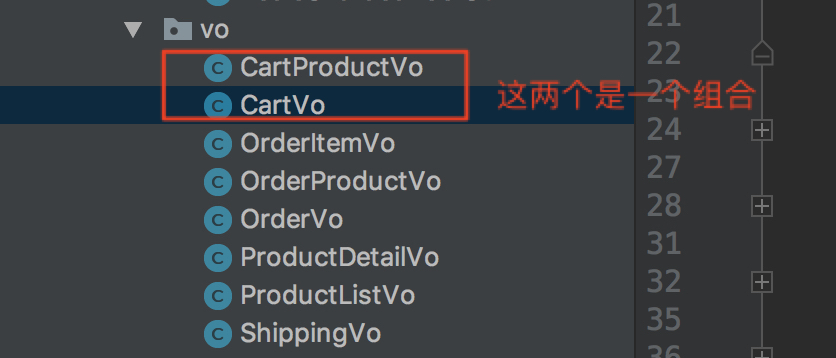 vo
CartProductVo
CartVo
这两个是一个组合
OrderItemVo
OrderProductVo
OrderVo
ProductDetailVo
ProductListVo
ShippingVo
21
22
23
24
27
28
31
32
35
36